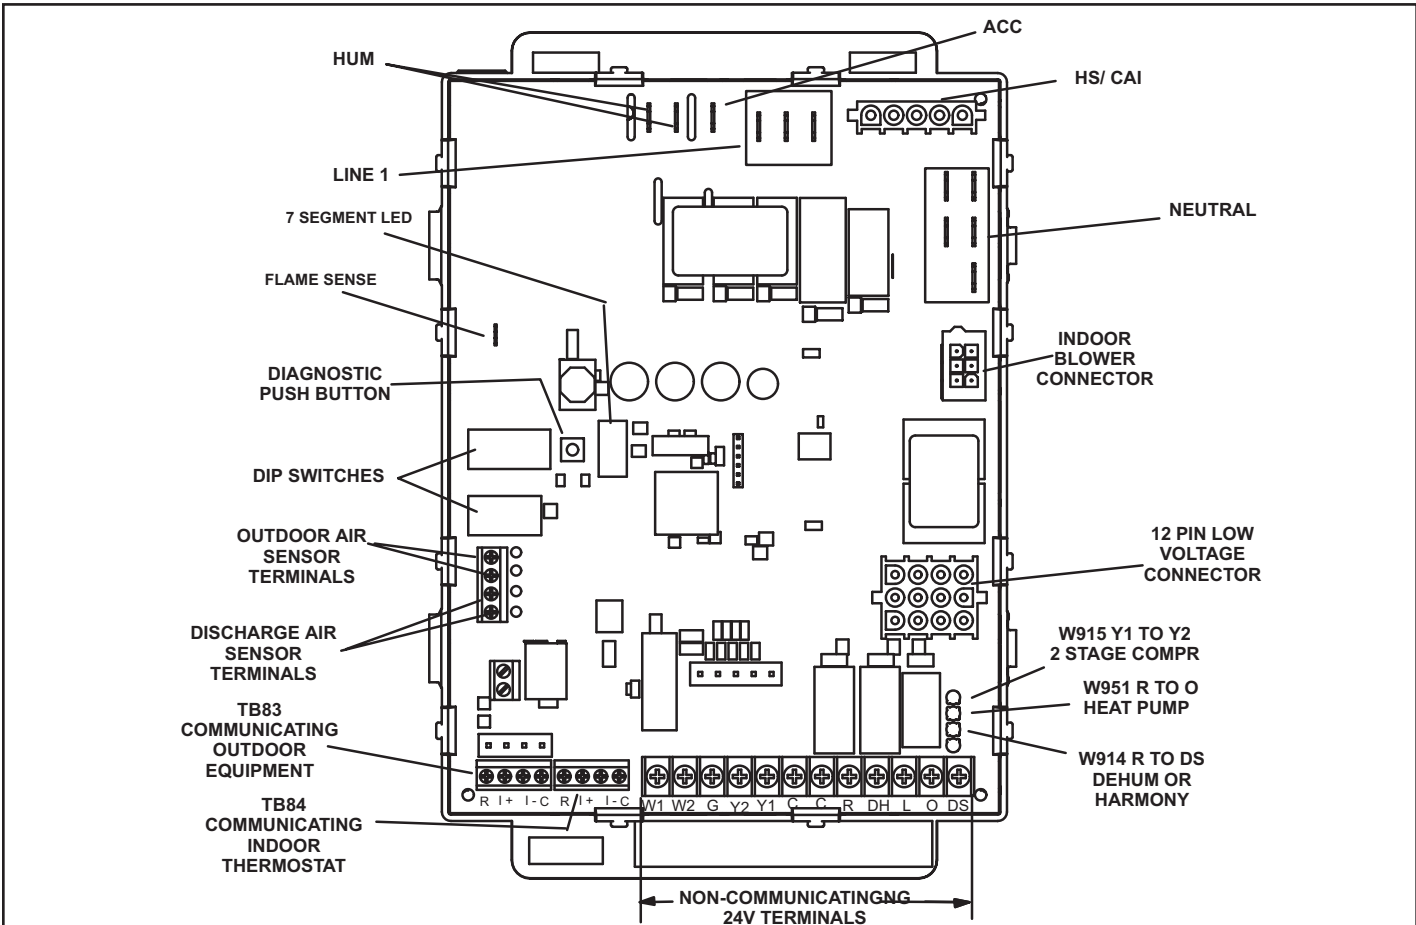 HUM
ACC
HS/ CAI
LINE 1
7 SEGMENT LED
NEUTRAL
FLAME SENSE
INDOOR
BLOWER
CONNECTOR
DIAGNOSTIC
PUSH BUTTON
DIP SWITCHES
OUTDOOR AIR
SENSOR
TERMINALS
12 PIN LOW
VOLTAGE
CONNECTOR
DISCHARGE AIR
SENSOR
TERMINALS
W915 Y1 TO Y2
2 STAGE COMPR
W951 R TO O
HEAT PUMP
W914 R TO DS
DEHUM OR
HARMONY
TB83
COMMUNICATING
OUTDOOR
EQUIPMENT
TB84
COMMUNICATING
INDOOR
THERMOSTAT
R I+ I- C R I+ I- C
W1 W2 G Y2 Y1 C C R DH L O DS
NON-COMMUNICATINGNG
24V TERMINALS